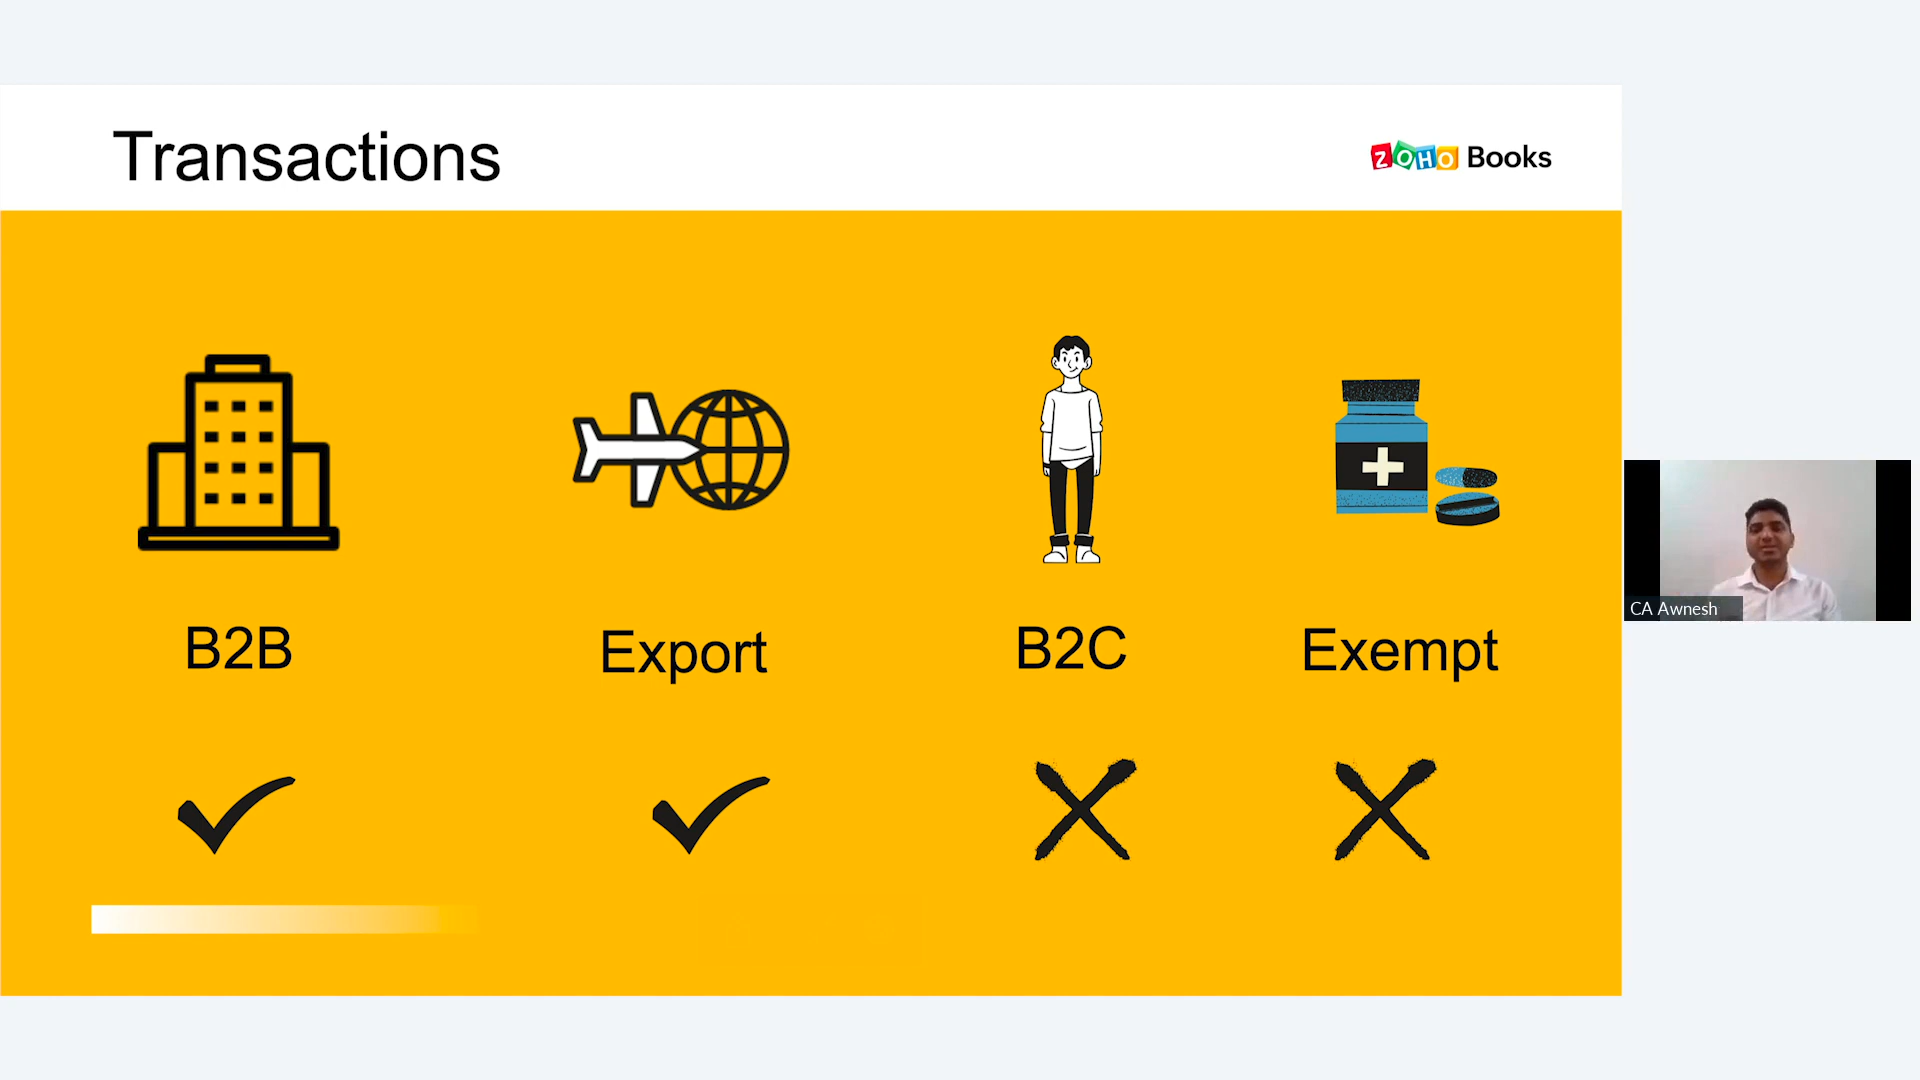 Transactions
ZOHO Books
B2B
Export
B2C
Exempt
CA Awnesh